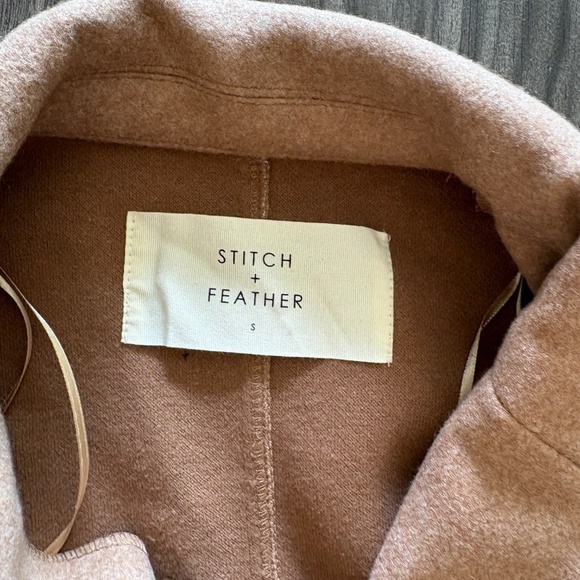 STITCH
+
FEATHER
S